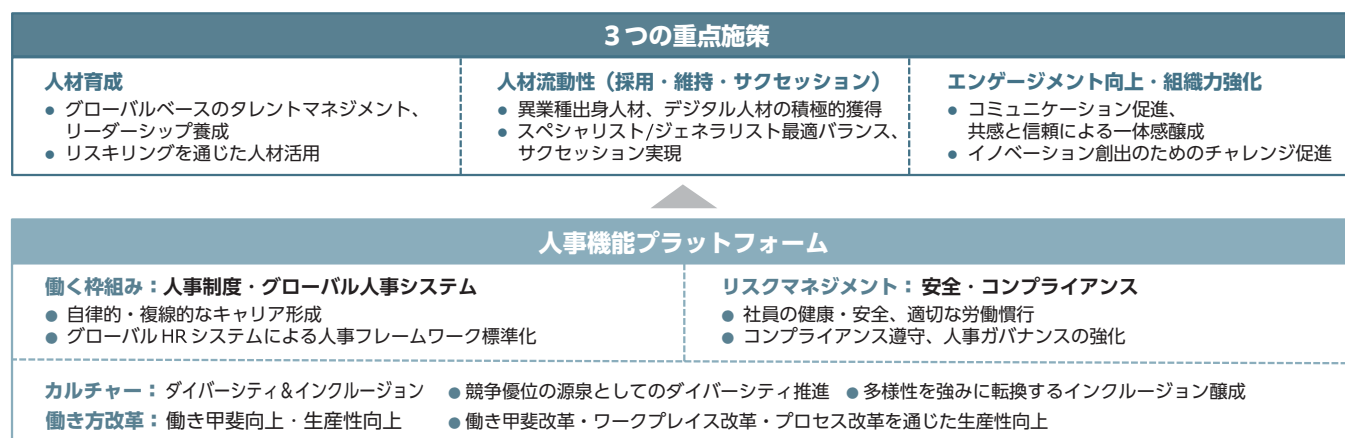 3つの重点施策
人材育成
● グローバルベースのタレントマネジメント、
リーダーシップ養成
● リスキリングを通じた人材活用
人材流動性（採用・維持・サクセッション）
● 異業種出身人材、デジタル人材の積極的獲得
● スペシャリスト/ジェネラリスト最適バランス、
サクセッション実現
エンゲージメント向上・組織力強化
● コミュニケーション促進、
共感と信頼による一体感醸成
● イノベーション創出のためのチャレンジ促進
人事機能プラットフォーム
働く枠組み：人事制度・グローバル人事システム
● 自律的・複線的なキャリア形成
● グローバル HR システムによる人事フレームワーク標準化
リスクマネジメント：安全・コンプライアンス
● 社員の健康・安全、適切な労働慣行
● コンプライアンス遵守、人事ガバナンスの強化
カルチャー：ダイバーシティ&インクルージョン ● 競争優位の源泉としてのダイバーシティ推進 ● 多様性を強みに転換するインクルージョン醸成
働き方改革：働き甲斐向上・生産性向上 ● 働き甲斐改革・ワークプレイス改革・プロセス改革を通じた生産性向上